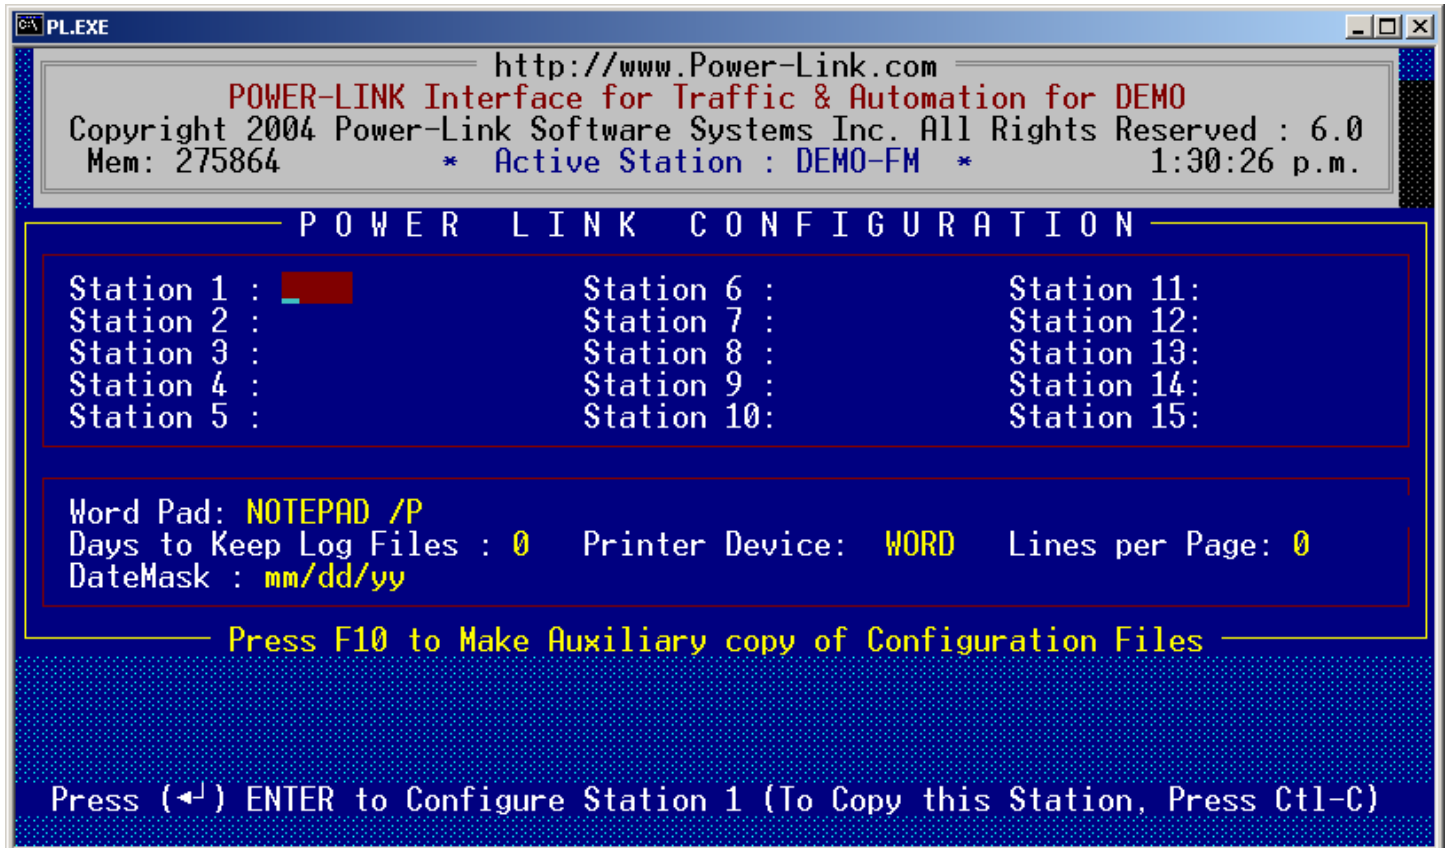 PL.EXE
http://www.Power-Link.com
POWER-LINK Interface for Traffic & Automation for DEMO
Copyright 2004 Power-Link Software Systems Inc. All Rights Reserved : 6.0
Mem: 275864 * Active Station : DEMO-FM * 1:30:26 p.m.
POWER LINK CONFIGURATION
Station 1 : Station 6 : Station 11:
Station 2 : Station 7 : Station 12:
Station 3 : Station 8 : Station 13:
Station 4 : Station 9 : Station 14:
Station 5 : Station 10: Station 15:
Word Pad: NOTEPAD /P
Days to Keep Log Files : 0 Printer Device: WORD Lines per Page: 0
DateMask : mm/dd/yy
Press F10 to Make Auxiliary copy of Configuration Files
Press (◄┘) ENTER to Configure Station 1 (To Copy this Station, Press Ctl-C)